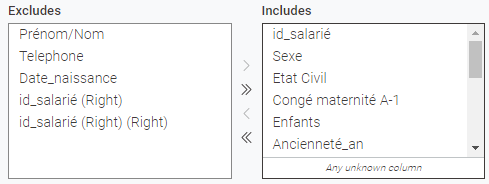 Excludes
Prénom/Nom
Telephone
Date_naissance
id_salarié (Right)
id_salarié (Right) (Right)
Includes
id_salarié
Sexe
Etat Civil
Congé maternité A-1
Enfants
Ancienneté_an
Any unknown column